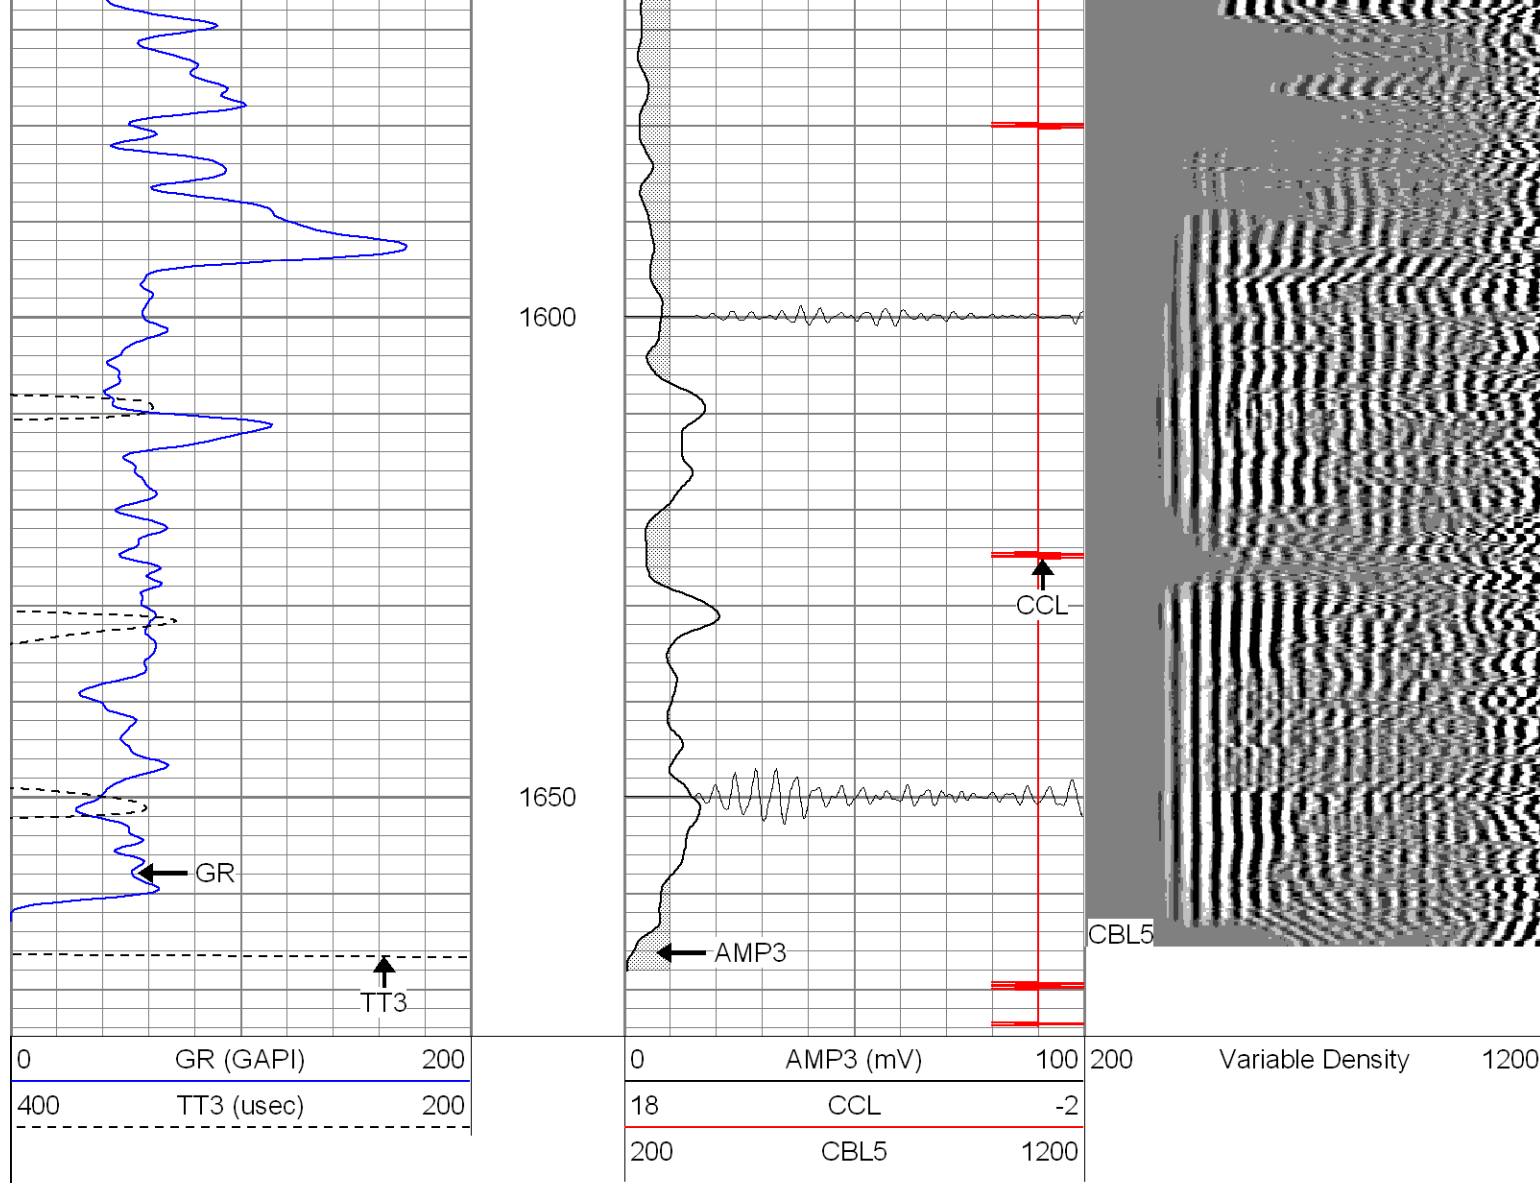 1600
CCL
1650
GR
CBL5
AMP3
TT3
0 GR (GAPI) 200
0 AMP3 (mV) 100
200 Variable Density 1200
400 TT3 (usec) 200
18 CCL -2
200 CBL5 1200